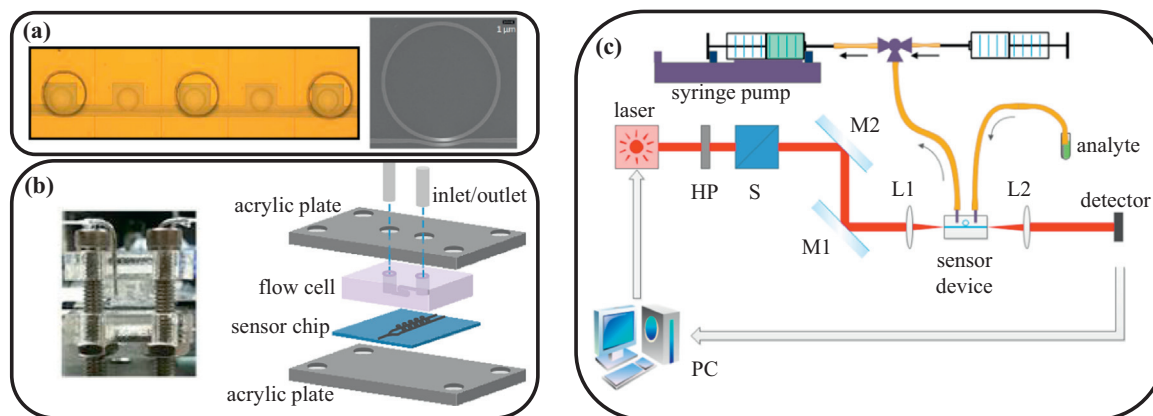 (a)
1 μm
(b)
inlet/outlet
acrylic plate
flow cell
sensor chip
acrylic plate
(c)
syringe pump
laser
M2
analyte
HP
S
L1
L2
detector
M1
sensor
device
PC